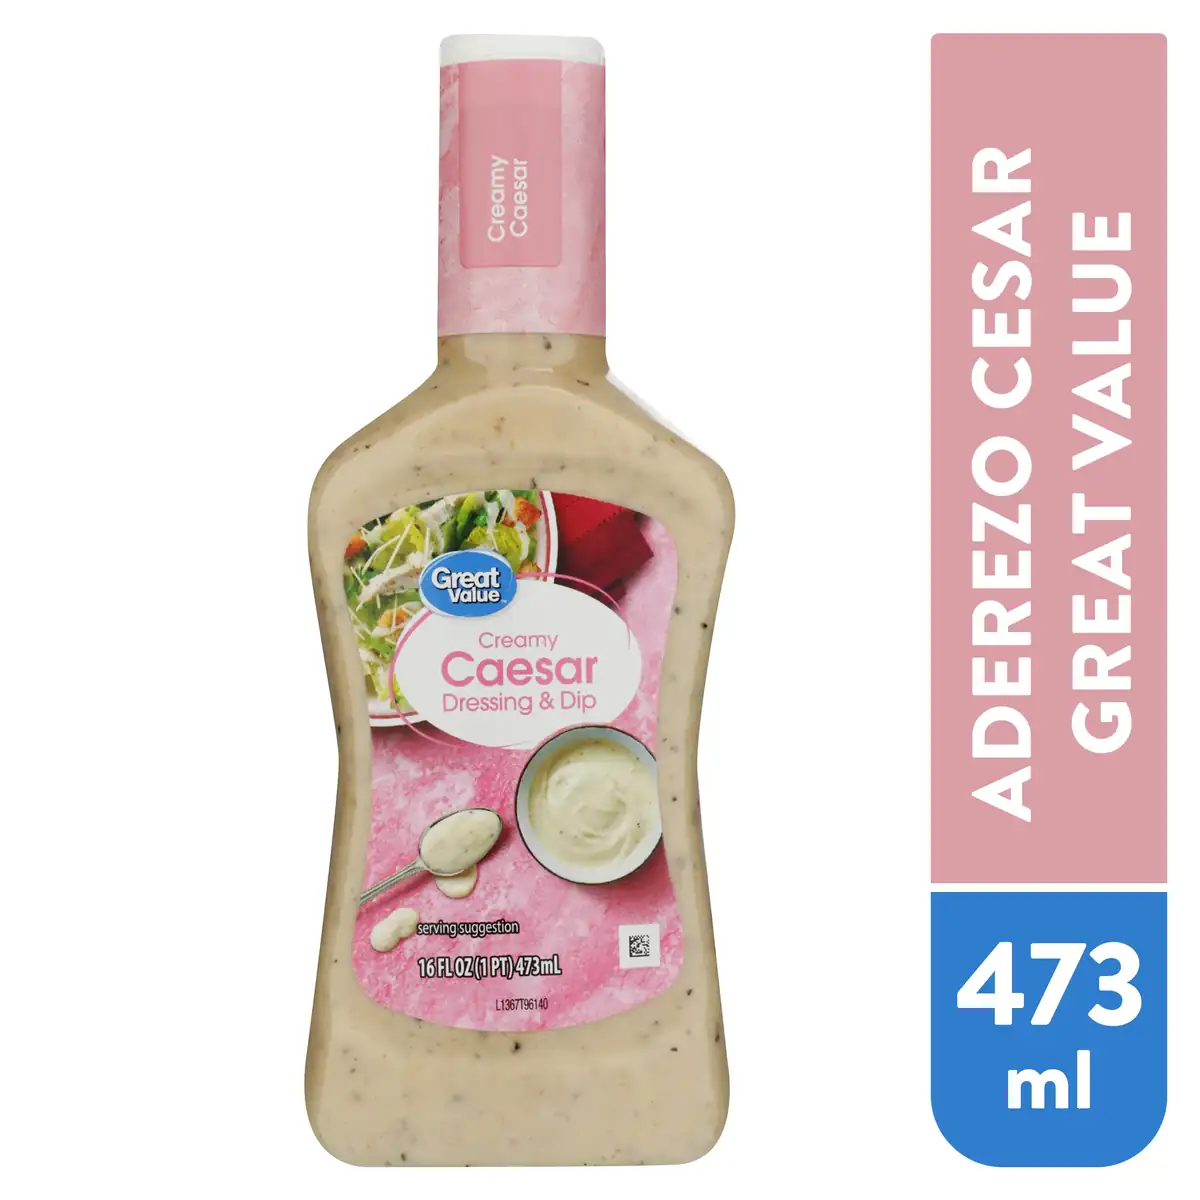 Creamy
Caesar
Great
Value
Creamy
Caesar
Dressing & Dip
serving suggestion
16 FL OZ (1 PT) 473mL
L1367T96140
ADEREZO CESAR
GREAT VALUE
473
ml